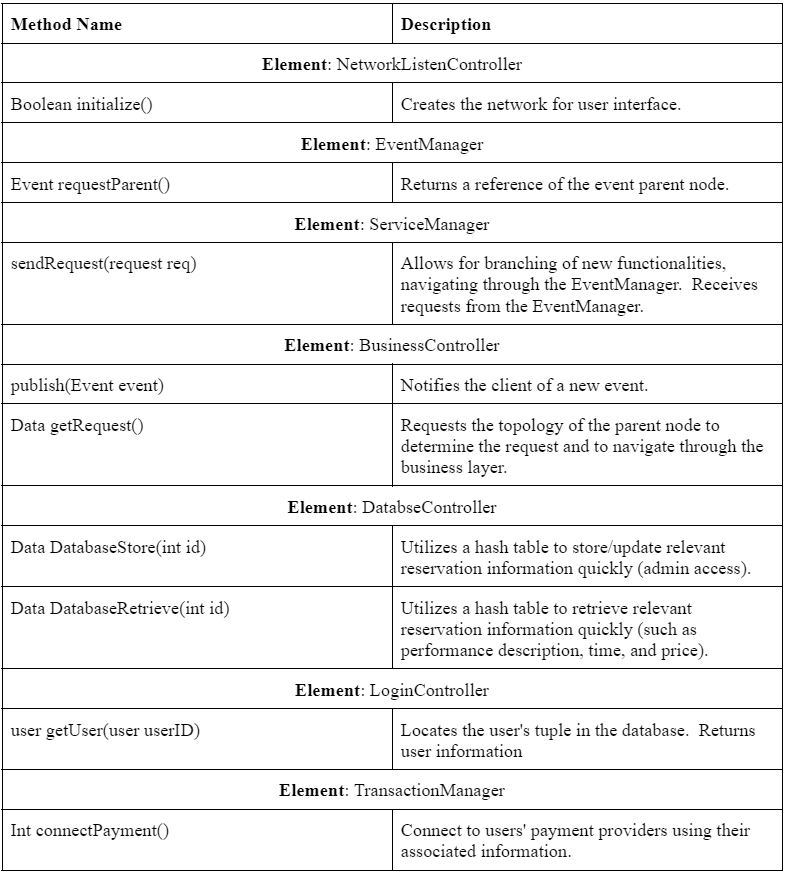 Method Name
Description
Element: NetworkListenController
Boolean initialize()
Creates the network for user interface.
Element: EventManager
Event requestParent()
Returns a reference of the event parent node.
Element: ServiceManager
sendRequest(request req)
Allows for branching of new functionalities,
navigating through the EventManager.  Receives
requests from the EventManager.
Element: BusinessController
publish(Event event)
Notifies the client of a new event.
Data getRequest()
Requests the topology of the parent node to
determine the request and to navigate through the
business layer.
Element: DatabseController
Data DatabaseStore(int id)
Utilizes a hash table to store/update relevant
reservation information quickly (admin access).
Data DatabaseRetrieve(int id)
Utilizes a hash table to retrieve relevant
reservation information quickly (such as
performance description, time, and price).
Element: LoginController
user getUser(user userID)
Locates the user's tuple in the database.  Returns
user information
Element: TransactionManager
Int connectPayment()
Connect to users' payment providers using their
associated information.